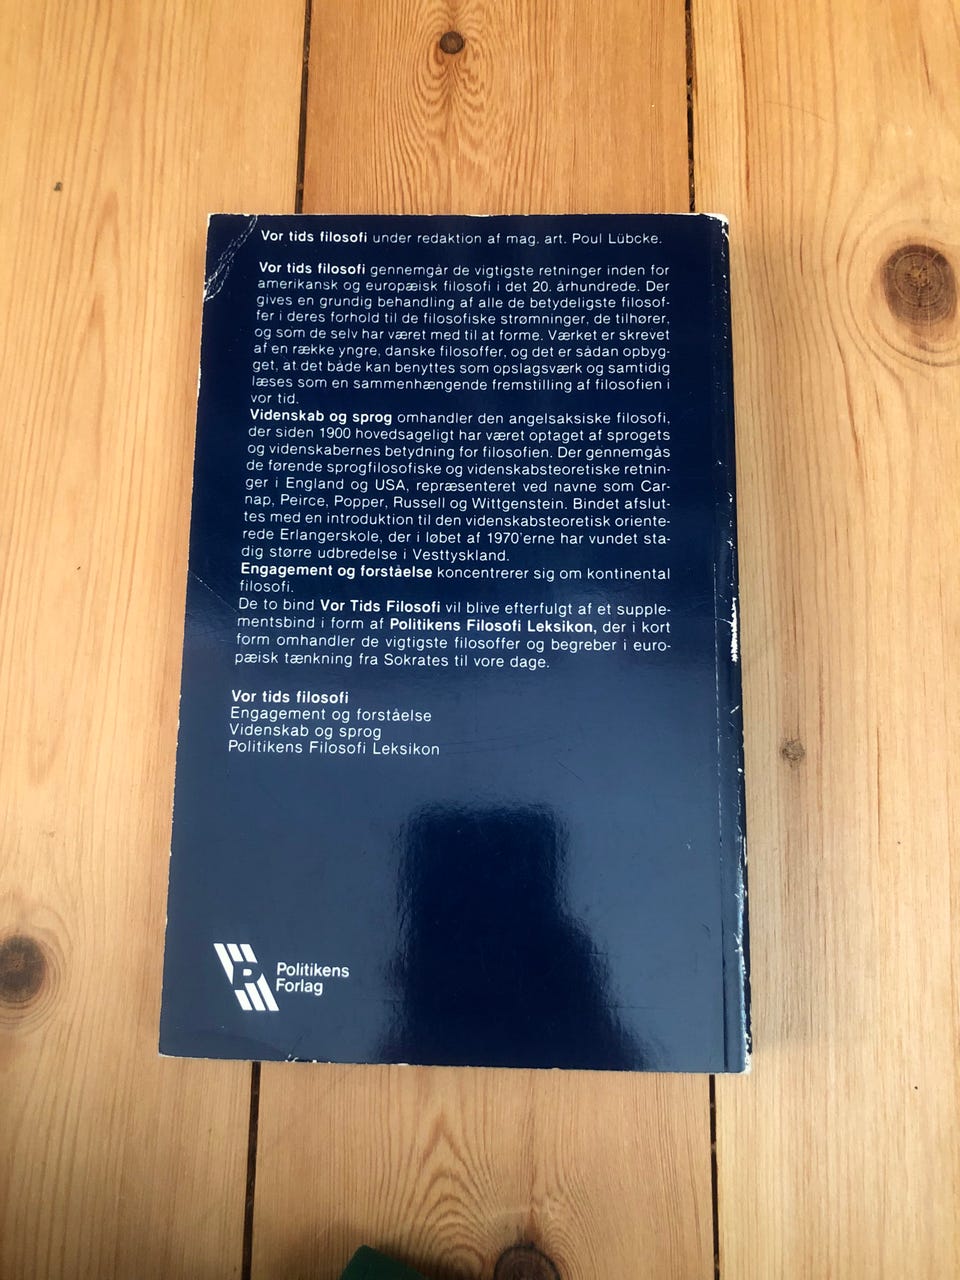 Vor tids filosofi under redaktion af mag. art. Poul Lübcke.
Vor tids filosofi gennemgår de vigtigste retninger inden for
amerikansk og europæisk filosofi i det 20. århundrede. Der
gives en grundig behandling af alle de betydeligste filosof-
fer i deres forhold til de filosofiske strømninger, de tilhører,
og som de selv har været med til at forme. Værket er skrevet
af en række yngre, danske filosoffer, og det er sådan opbyg-
get, at det både kan benyttes som opslagsværk og samtidig
læses som en sammenhængende fremstilling af filosofien i
vor tid.
Videnskab og sprog omhandler den angelsaksiske filosofi,
der siden 1900 hovedsageligt har været optaget af sprogets
og videnskabernes betydning for filosofien. Der gennemgås
de førende sprogfilosofiske og videnskabsteoretiske retnin-
ger i England og USA, repræsenteret ved navne som Car-
nap, Peirce, Popper, Russell og Wittgenstein. Bindet afslut-
tes med en introduktion til den videnskabsteoretisk oriente-
rede Erlangerskole, der i løbet af 1970'erne har vundet sta-
dig større udbredelse i Vesttyskland.
Engagement og forståelse koncentrerer sig om kontinental
filosofi.
De to bind Vor Tids Filosofi vil blive efterfulgt af et supple-
mentsbind i form af Politikens Filosofi Leksikon, der i kort
form omhandler de vigtigste filosoffer og begreber i euro-
pæisk tænkning fra Sokrates til vore dage.
Vor tids filosofi
Engagement og forståelse
Videnskab og sprog
Politikens Filosofi Leksikon
P
Politikens
Forlag